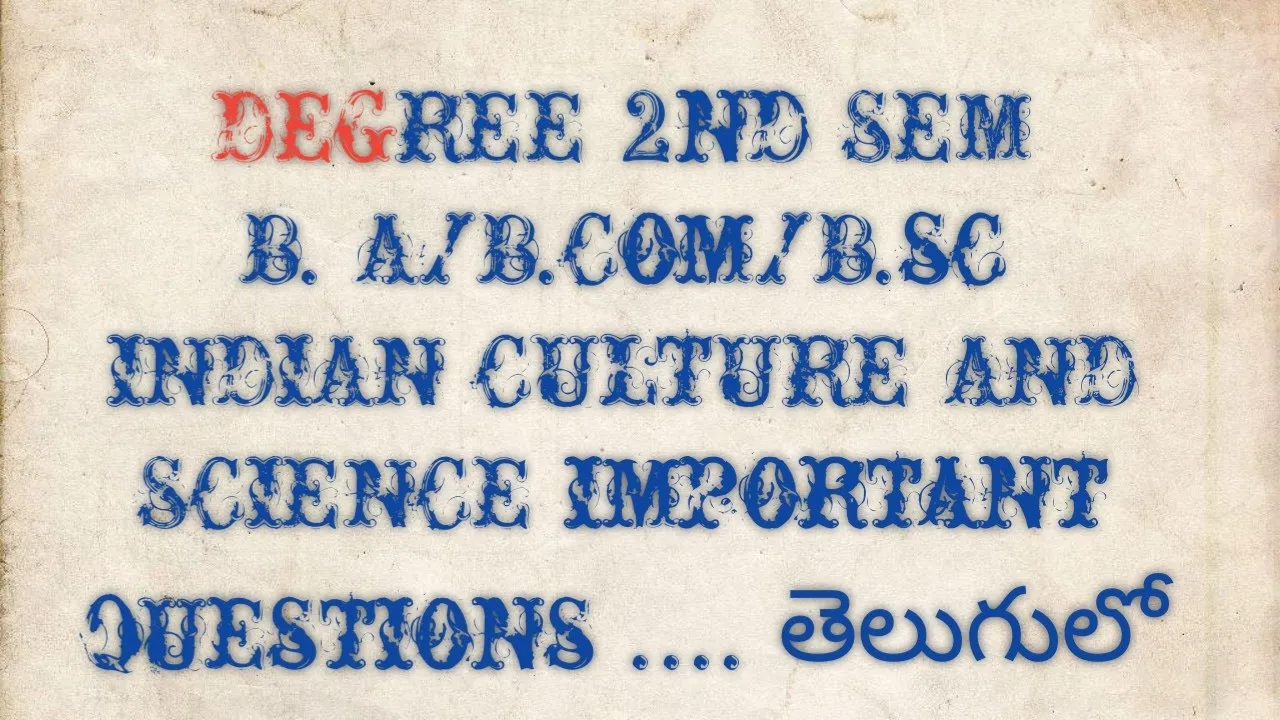 DEGREE 2ND SEM
B. A/B.COM/B.SC
INDIAN CULTURE AND
SCIENCE IMPORTANT
QUESTIONS .... తెలుగులో